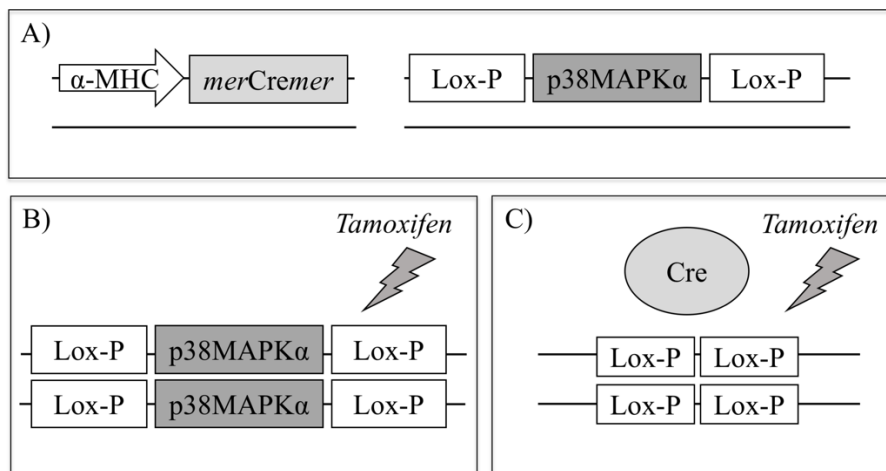 A)
α-MHC merCremer Lox-P p38MAPKα Lox-P
B)
Tamoxifen
Lox-P p38MAPKα Lox-P
Lox-P p38MAPKα Lox-P
C)
Tamoxifen
Cre
Lox-P Lox-P
Lox-P Lox-P